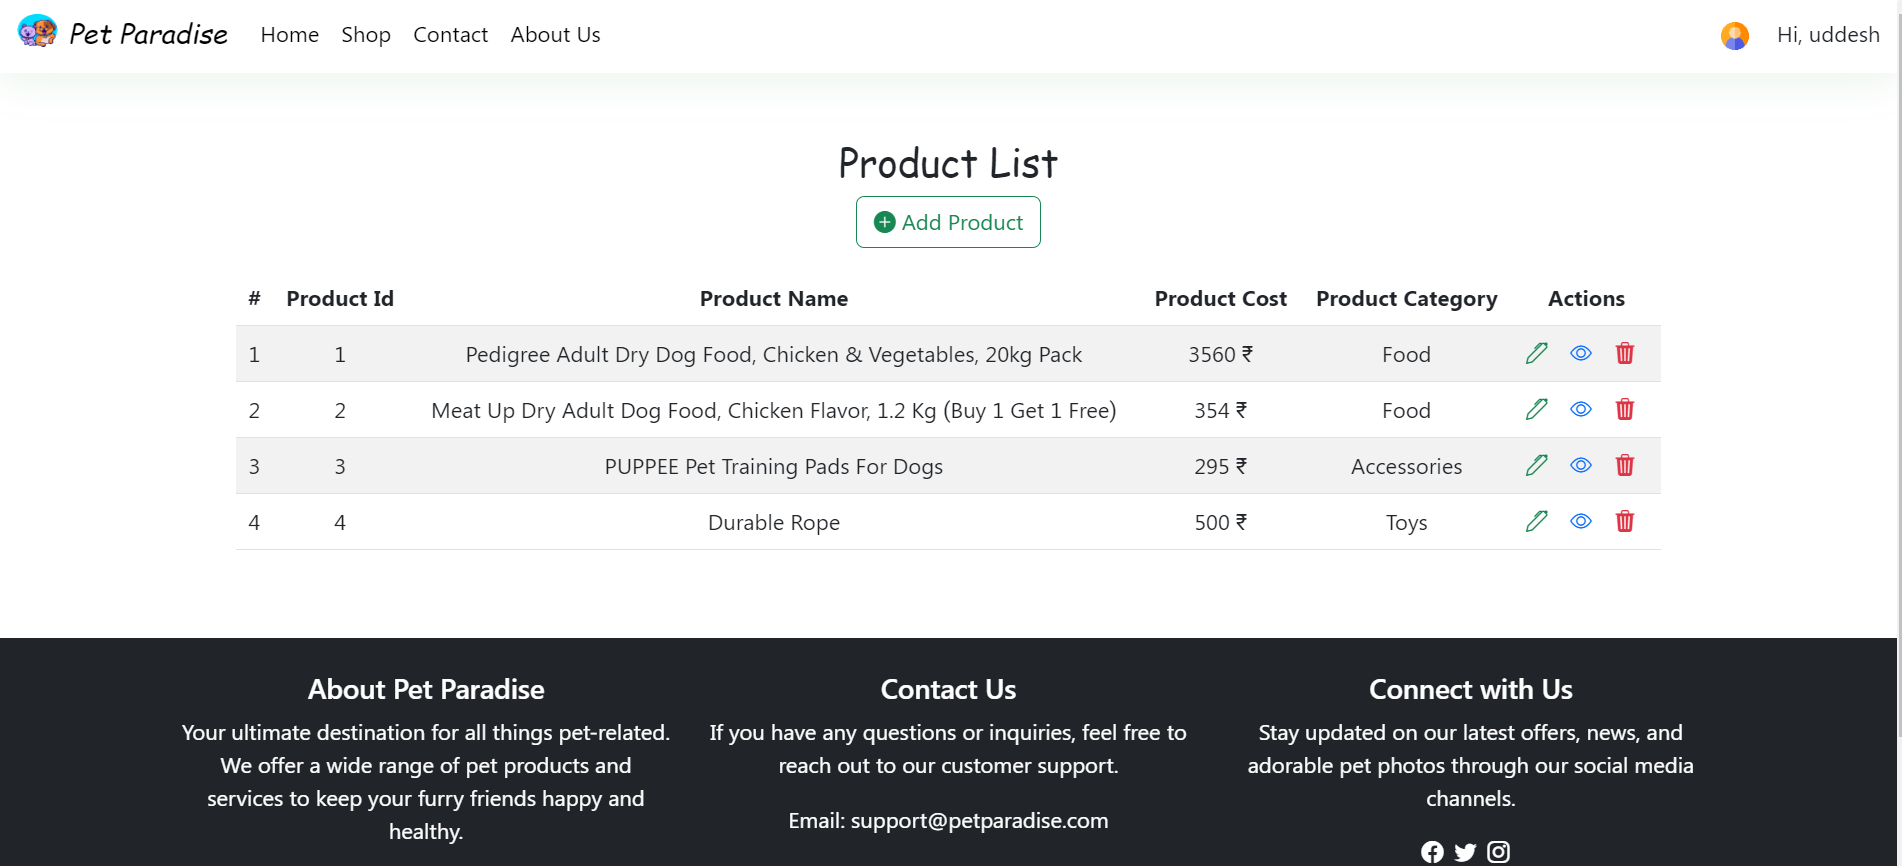 Pet Paradise Home Shop Contact About Us Hi, uddesh
Product List
Add Product
# Product Id Product Name Product Cost Product Category Actions
1 1 Pedigree Adult Dry Dog Food, Chicken & Vegetables, 20kg Pack 3560 ₹ Food
2 2 Meat Up Dry Adult Dog Food, Chicken Flavor, 1.2 Kg (Buy 1 Get 1 Free) 354 ₹ Food
3 3 PUPPEE Pet Training Pads For Dogs 295 ₹ Accessories
4 4 Durable Rope 500 ₹ Toys
About Pet Paradise
Your ultimate destination for all things pet-related.
We offer a wide range of pet products and
services to keep your furry friends happy and
healthy.
Contact Us
If you have any questions or inquiries, feel free to
reach out to our customer support.
Email: support@petparadise.com
Connect with Us
Stay updated on our latest offers, news, and
adorable pet photos through our social media
channels.